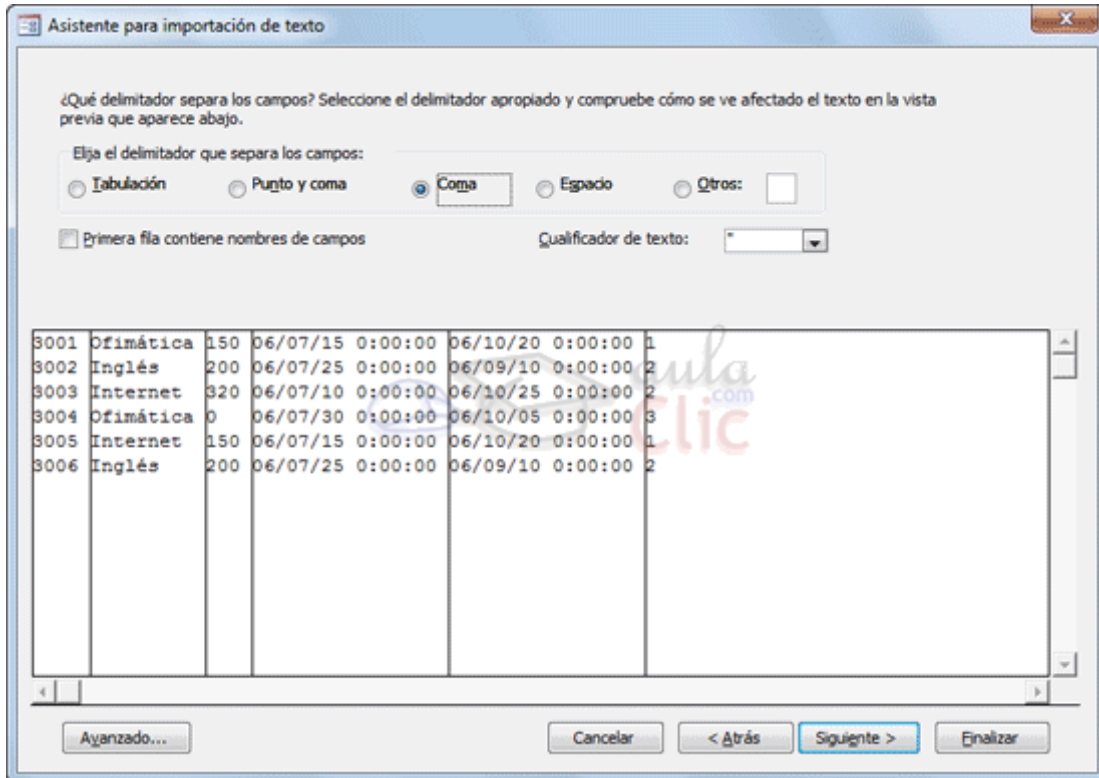 Asistente para importación de texto
¿Qué delimitador separa los campos? Seleccione el delimitador apropiado y compruebe cómo se ve afectado el texto en la vista
previa que aparece abajo.
Elija el delimitador que separa los campos:
Tabulación Punto y coma Coma Espacio Otros:
Primera fila contiene nombres de campos Cualificador de texto: "
3001 Ofimática 150 06/07/15 0:00:00 06/10/20 0:00:00 1
3002 Inglés 200 06/07/25 0:00:00 06/09/10 0:00:00 2
3003 Internet 320 06/07/10 0:00:00 06/10/25 0:00:00 2
3004 Ofimática 0 06/07/30 0:00:00 06/10/05 0:00:00 3
3005 Internet 150 06/07/15 0:00:00 06/10/20 0:00:00 1
3006 Inglés 200 06/07/25 0:00:00 06/09/10 0:00:00 2
aula
.com
Clic
Avanzado... Cancelar < Atrás Siguiente > Finalizar